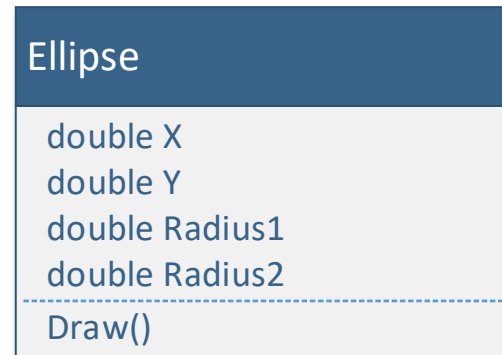 Ellipse
double X
double Y
double Radius1
double Radius2
Draw()